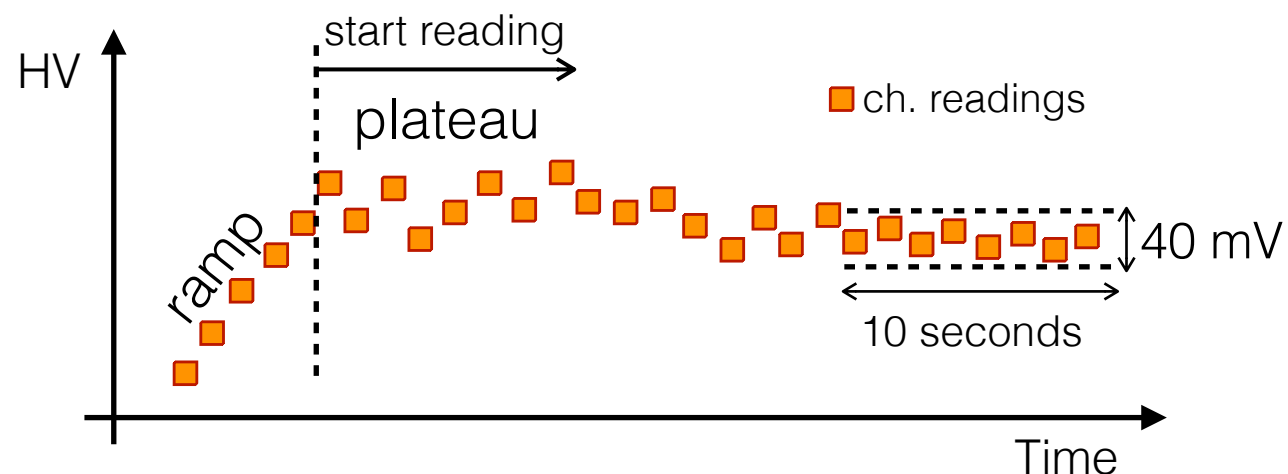 start reading
HV
ch. readings
plateau
ramp
40 mV
10 seconds
Time